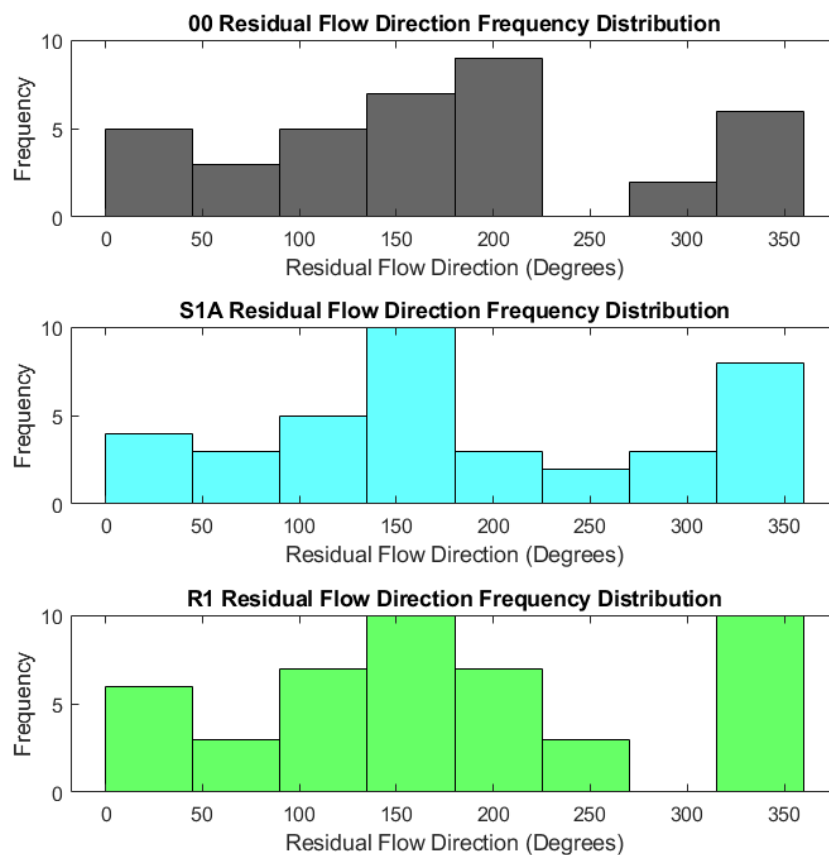 00 Residual Flow Direction Frequency Distribution
10
5
0
Frequency
0 50 100 150 200 250 300 350
Residual Flow Direction (Degrees)
S1A Residual Flow Direction Frequency Distribution
10
5
0
Frequency
0 50 100 150 200 250 300 350
Residual Flow Direction (Degrees)
R1 Residual Flow Direction Frequency Distribution
10
5
0
Frequency
0 50 100 150 200 250 300 350
Residual Flow Direction (Degrees)